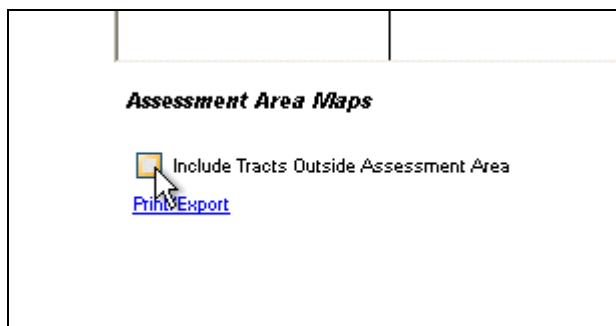 Assessment Area Maps
Include Tracts Outside Assessment Area
Print/Export